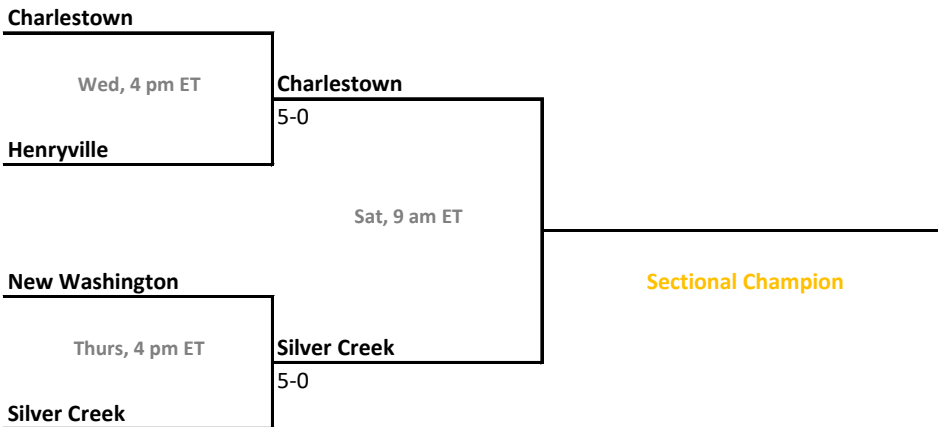 Charlestown
Wed, 4 pm ET
Charlestown
5-0
Henryville
Sat, 9 am ET
New Washington
Sectional Champion
Thurs, 4 pm ET
Silver Creek
5-0
Silver Creek